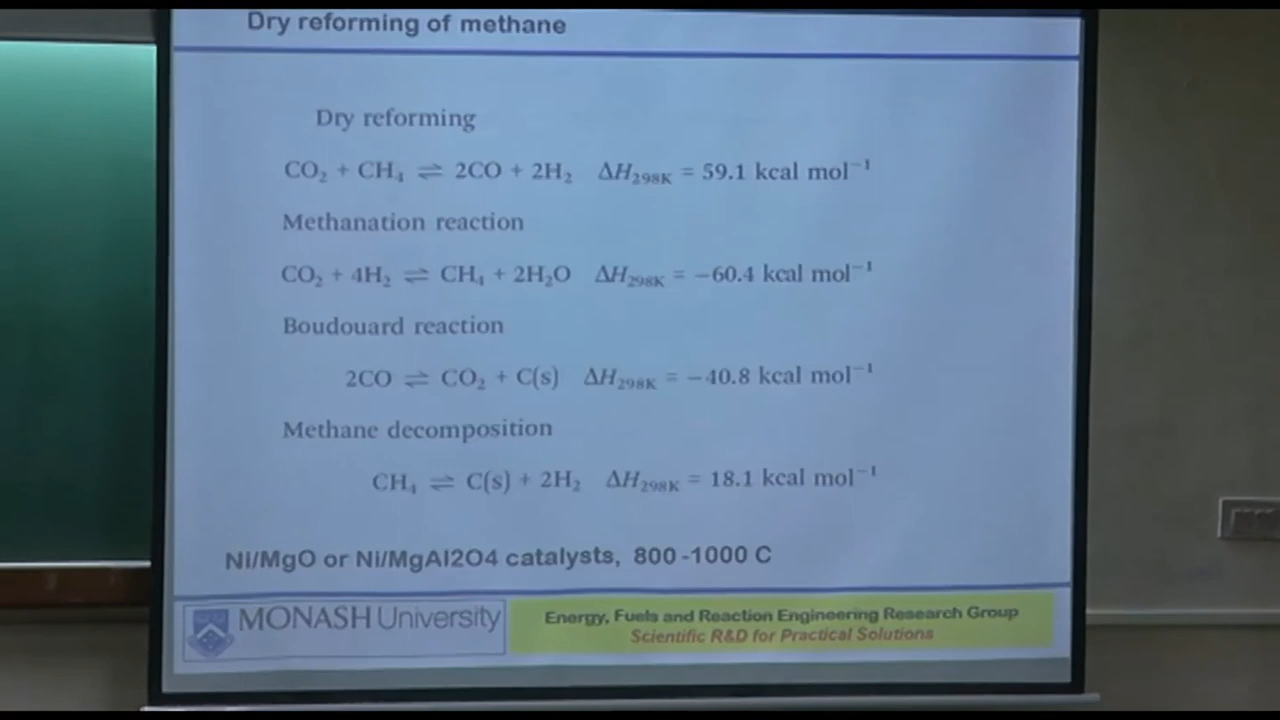 Dry reforming of methane
Dry reforming
CO₂ + CH₄ ⇌ 2CO + 2H₂ ΔH₂₉₈K = 59.1 kcal mol⁻¹
Methanation reaction
CO₂ + 4H₂ ⇌ CH₄ + 2H₂O ΔH₂₉₈K = −60.4 kcal mol⁻¹
Boudouard reaction
2CO ⇌ CO₂ + C(s) ΔH₂₉₈K = −40.8 kcal mol⁻¹
Methane decomposition
CH₄ ⇌ C(s) + 2H₂ ΔH₂₉₈K = 18.1 kcal mol⁻¹
Ni/MgO or Ni/MgAl2O4 catalysts, 800 -1000 C
MONASH University
Energy, Fuels and Reaction Engineering Research Group
Scientific R&D for Practical Solutions